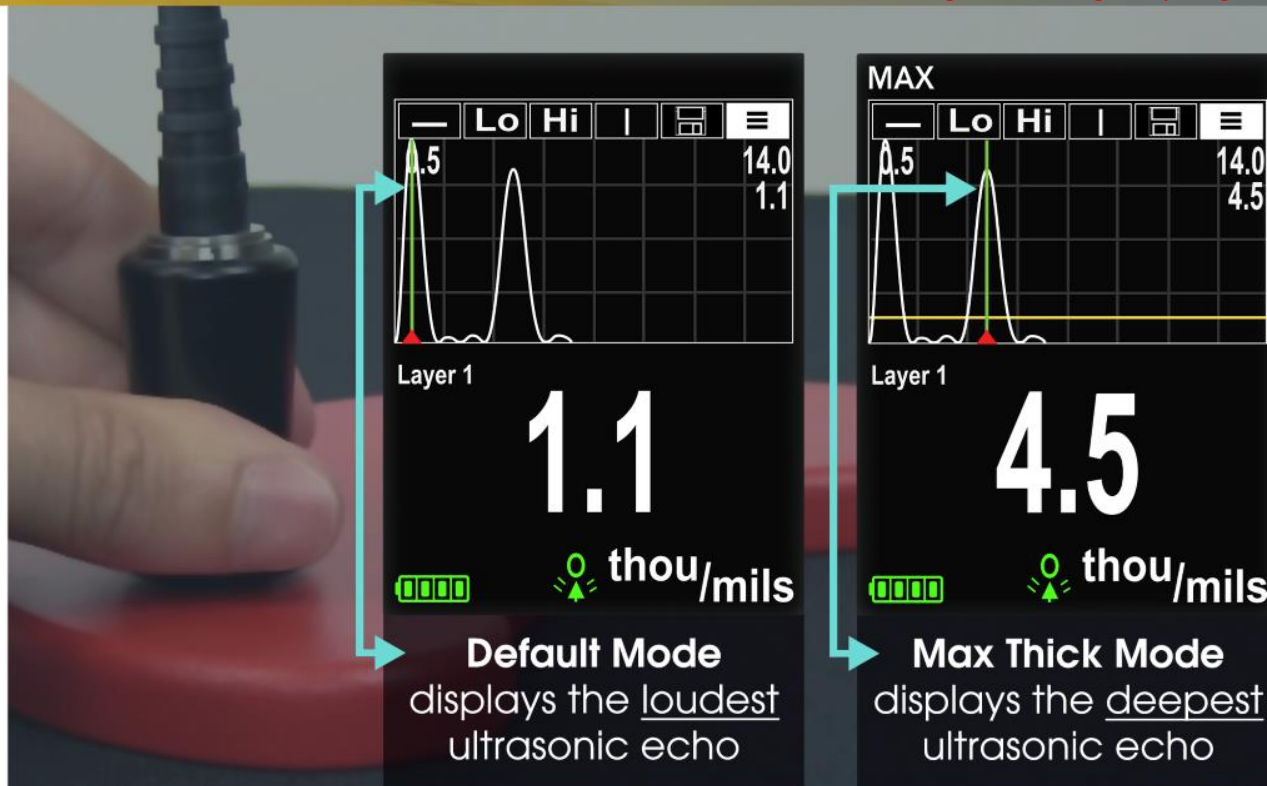 — Lo Hi | ≡
0.5 14.0
1.1
Layer 1
1.1
thou/mils
Default Mode
displays the loudest
ultrasonic echo
MAX
— Lo Hi | ≡
0.5 14.0
4.5
Layer 1
4.5
thou/mils
Max Thick Mode
displays the deepest
ultrasonic echo